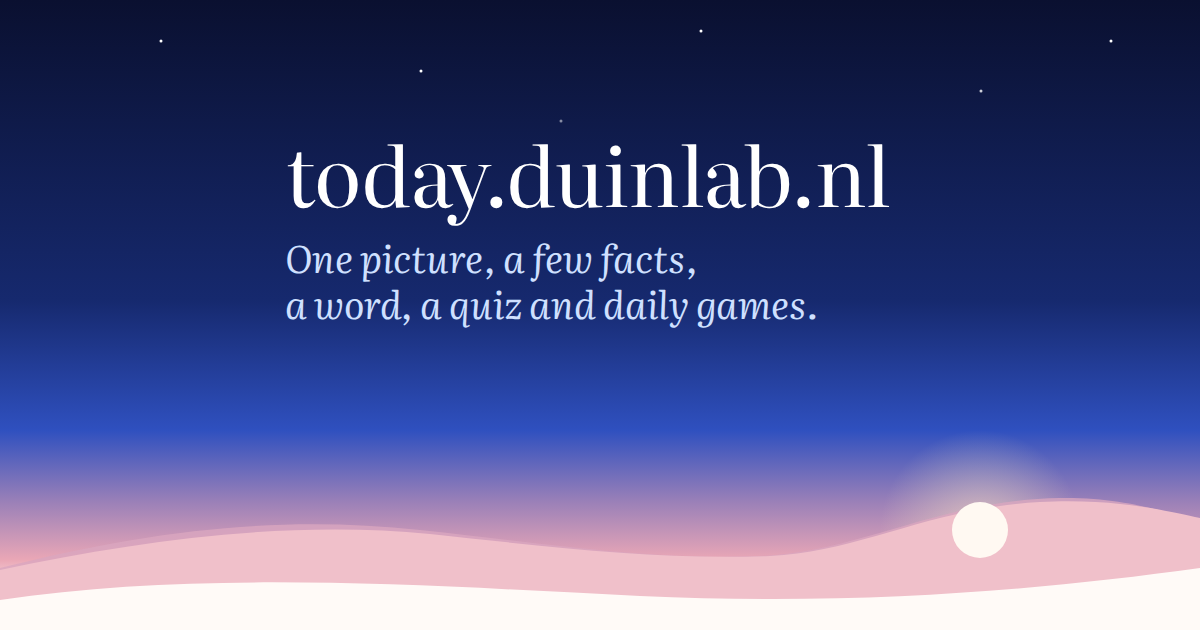 today.duinlab.nl
One picture, a few facts,
a word, a quiz and daily games.